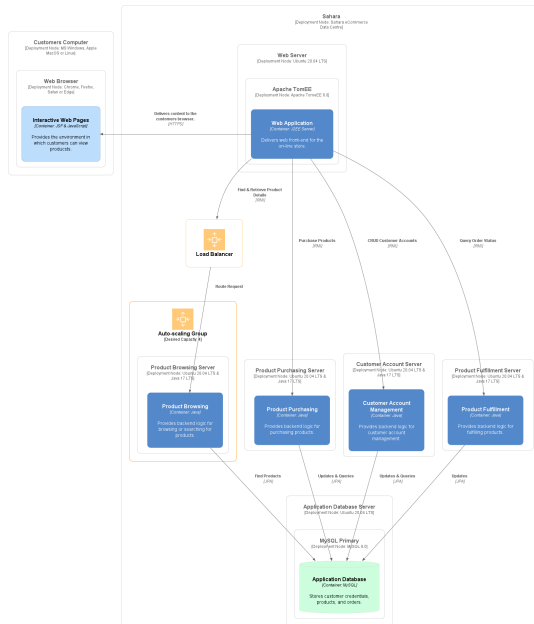 Sahara
[Deployment Node: Sahara eCommerce
Data Centre]
Customers Computer
[Deployment Node: MS Windows, Apple
MacOS or Linux]
Web Browser
[Deployment Node: Chrome, Firefox,
Safari or Edge]
Interactive Web Pages
[Container: JSF & JavaScript]
Provides the environment in
which customers can view
products.
Web Server
[Deployment Node: Ubuntu 20.04 LTS]
Apache TomEE
[Deployment Node: Apache TomEE 8.0]
Web Application
[Container: J2EE Server]
Delivers web front-end for the
on-line store.
Delivers content to the
customers browser.
[HTTPS]
Find & Retrieve Product
Details
[RMI]
Purchase Products
[RMI]
CRUD Customer Accounts
[RMI]
Query Order Status
[RMI]
Load Balancer
Route Request
Auto-scaling Group
(Desired Capacity 4)
Product Browsing Server
[Deployment Node: Ubuntu 20.04 LTS &
Java 17 LTS]
Product Browsing
[Container: Java]
Provides backend logic for
browsing or searching for
products.
Product Purchasing Server
[Deployment Node: Ubuntu 20.04 LTS &
Java 17 LTS]
Product Purchasing
[Container: Java]
Provides backend logic for
purchasing products.
Customer Account Server
[Deployment Node: Ubuntu 20.04 LTS &
Java 17 LTS]
Customer Account
Management
[Container: Java]
Provides backend logic for
customer account
management.
Product Fulfilment Server
[Deployment Node: Ubuntu 20.04 LTS &
Java 17 LTS]
Product Fulfillment
[Container: Java]
Provides backend logic for
fulfiling products.
Find Products
[JPA]
Updates & Queries
[JPA]
Updates & Queries
[JPA]
Updates
[JPA]
Application Database Server
[Deployment Node: Ubuntu 20.04 LTS]
MySQL Primary
[Deployment Node: MySQL 8.0]
Application Database
[Container: MySQL]
Stores customer credentials,
products, and orders.